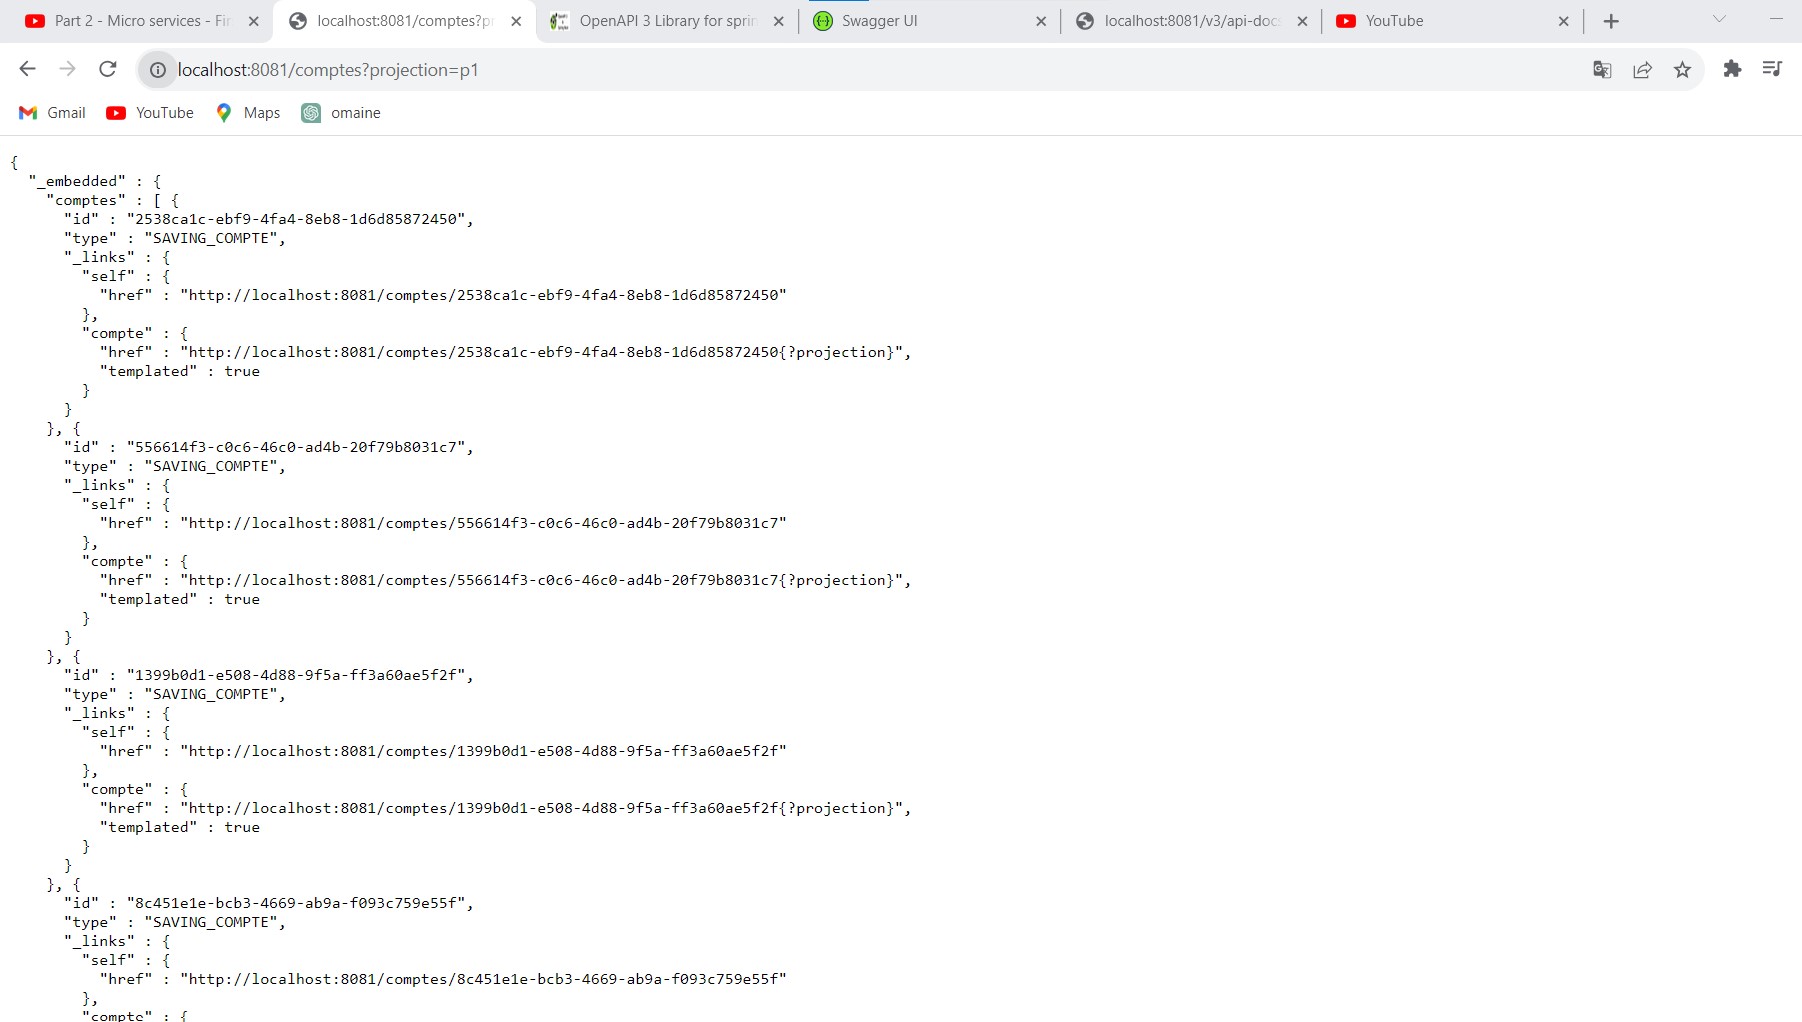 Part 2 - Micro services - Fir
localhost:8081/comptes?pr
OpenAPI 3 Library for sprin
Swagger UI
localhost:8081/v3/api-docs
YouTube
localhost:8081/comptes?projection=p1
Gmail
YouTube
Maps
omaine
{
"_embedded" : {
"comptes" : [ {
"id" : "2538ca1c-ebf9-4fa4-8eb8-1d6d85872450",
"type" : "SAVING_COMPTE",
"_links" : {
"self" : {
"href" : "http://localhost:8081/comptes/2538ca1c-ebf9-4fa4-8eb8-1d6d85872450"
},
"compte" : {
"href" : "http://localhost:8081/comptes/2538ca1c-ebf9-4fa4-8eb8-1d6d85872450{?projection}",
"templated" : true
}
}
}, {
"id" : "556614f3-c0c6-46c0-ad4b-20f79b8031c7",
"type" : "SAVING_COMPTE",
"_links" : {
"self" : {
"href" : "http://localhost:8081/comptes/556614f3-c0c6-46c0-ad4b-20f79b8031c7"
},
"compte" : {
"href" : "http://localhost:8081/comptes/556614f3-c0c6-46c0-ad4b-20f79b8031c7{?projection}",
"templated" : true
}
}
}, {
"id" : "1399b0d1-e508-4d88-9f5a-ff3a60ae5f2f",
"type" : "SAVING_COMPTE",
"_links" : {
"self" : {
"href" : "http://localhost:8081/comptes/1399b0d1-e508-4d88-9f5a-ff3a60ae5f2f"
},
"compte" : {
"href" : "http://localhost:8081/comptes/1399b0d1-e508-4d88-9f5a-ff3a60ae5f2f{?projection}",
"templated" : true
}
}
}, {
"id" : "8c451e1e-bcb3-4669-ab9a-f093c759e55f",
"type" : "SAVING_COMPTE",
"_links" : {
"self" : {
"href" : "http://localhost:8081/comptes/8c451e1e-bcb3-4669-ab9a-f093c759e55f"
},
"compte" : {